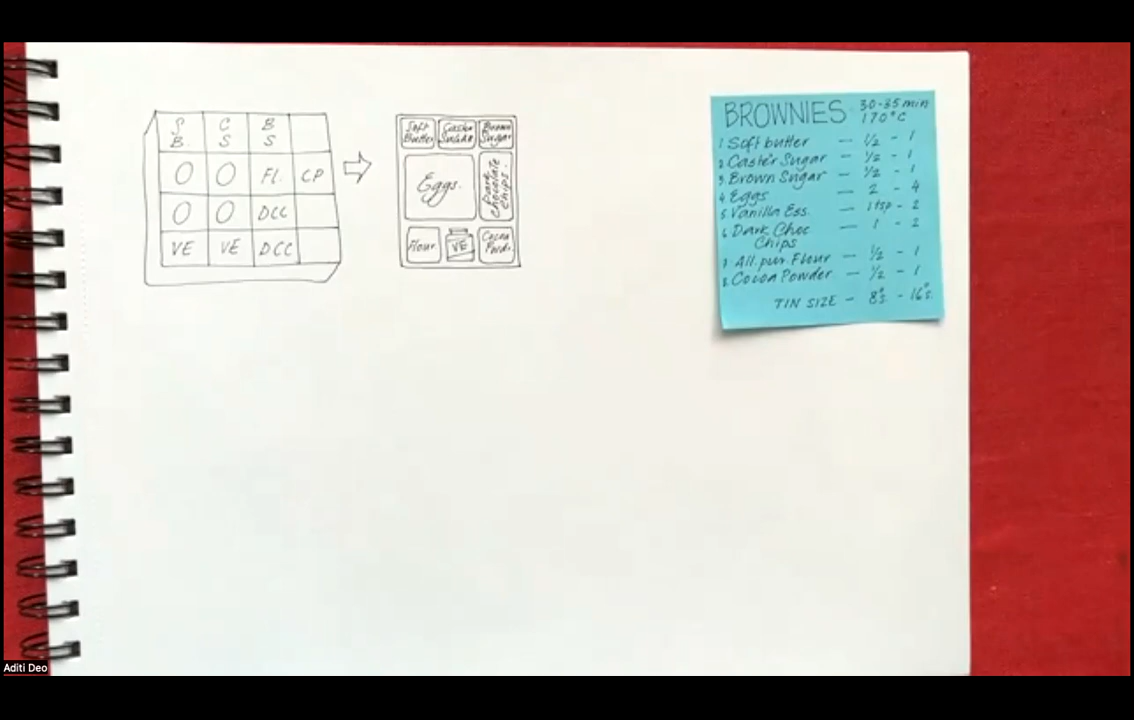 S C B
B. S S
O O Fl. CP
O O DCC
VE VE DCC
Soft Butter
Caster Sugar
Brown Sugar
Eggs.
Dark Chocolate Chips.
Flour
VE
Cocoa Powd.
BROWNIES - 30-35 min
170°C
1 Soft butter — 1/2 - 1
2 Caster Sugar — 1/2 - 1
3. Brown Sugar — 1/2 - 1
4 Eggs — 2 - 4
5 Vanilla Ess. — 1 tsp - 2
6 Dark Choc — 1 - 2
Chips
7 All pur. Flour — 1/2 - 1
8. Cocoa Powder — 1/2 - 1
TIN SIZE — 8"s - 16"s.
Aditi Deo